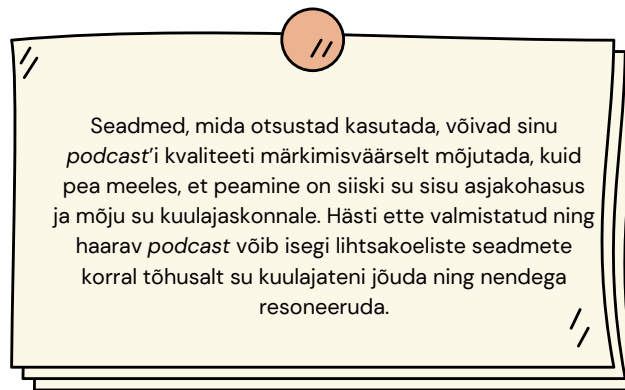 Seadmed, mida otsustad kasutada, võivad sinu
podcast'i kvaliteeti märkimisväärselt mõjutada, kuid
pea meeles, et peamine on siiski su sisu asjakohasus
ja mõju su kuulajaskonnale. Hästi ette valmistatud ning
haarav podcast võib isegi lihtsakoeliste seadmete
korral tõhusalt su kuulajateni jõuda ning nendega
resoneeruda.